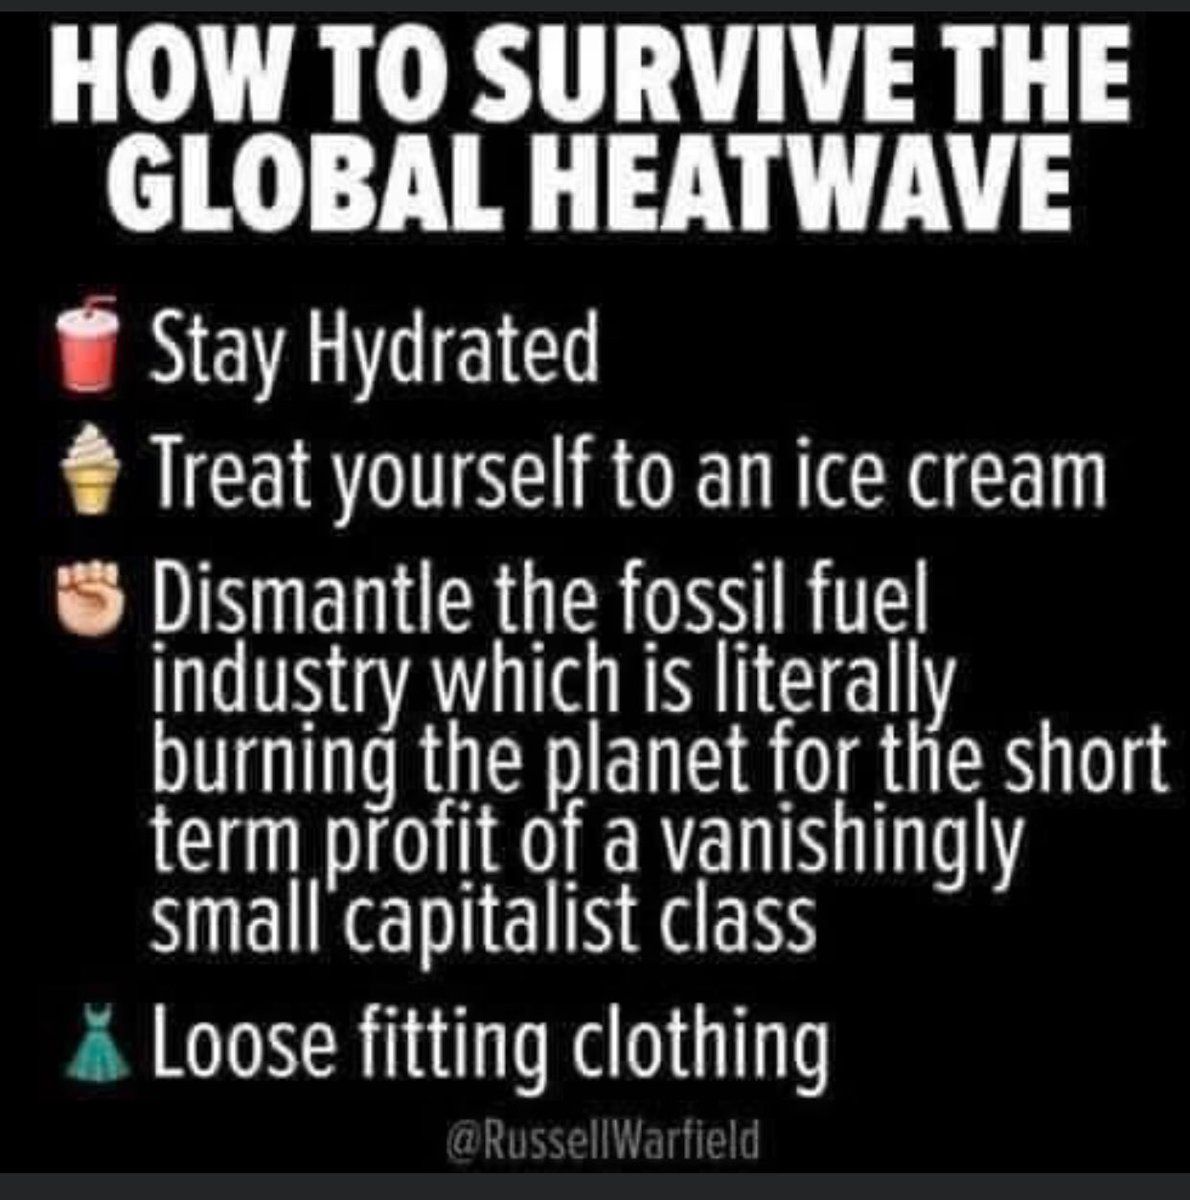 HOW TO SURVIVE THE
GLOBAL HEATWAVE
Stay Hydrated
Treat yourself to an ice cream
Dismantle the fossil fuel
industry which is literally
burning the planet for the short
term profit of a vanishingly
small capitalist class
Loose fitting clothing
@RussellWarfield